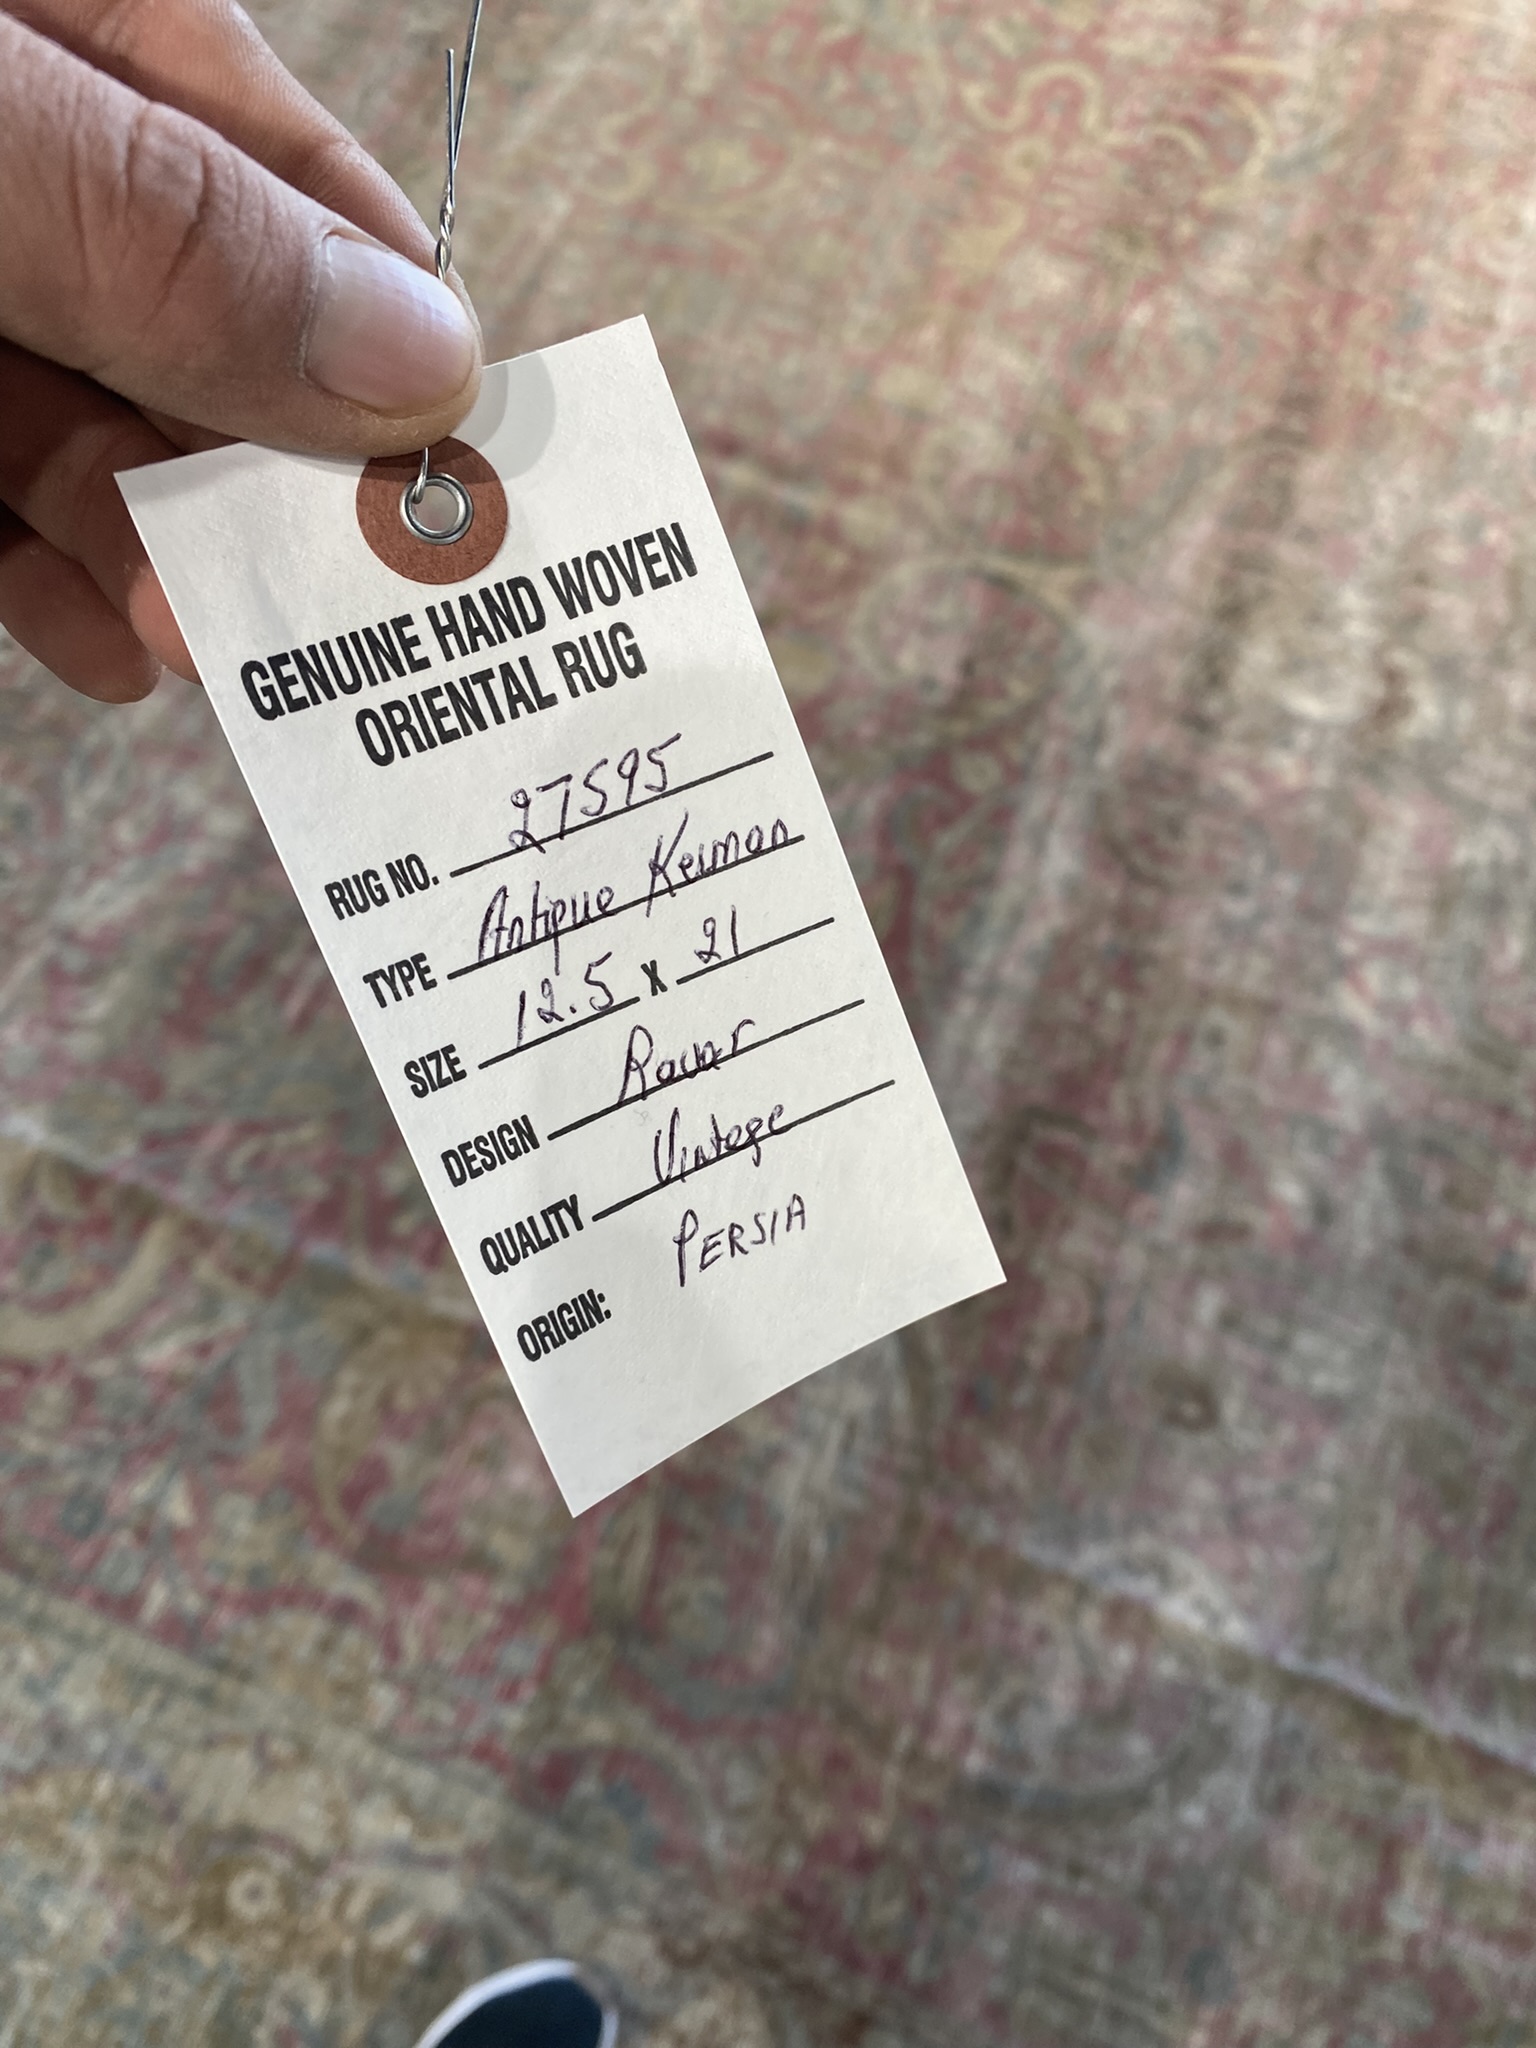 GENUINE HAND WOVEN
ORIENTAL RUG
RUG NO. 27595
TYPE Antique Kerman
SIZE 12.5 X 21
DESIGN Ravar
QUALITY Vintage
ORIGIN: PERSIA